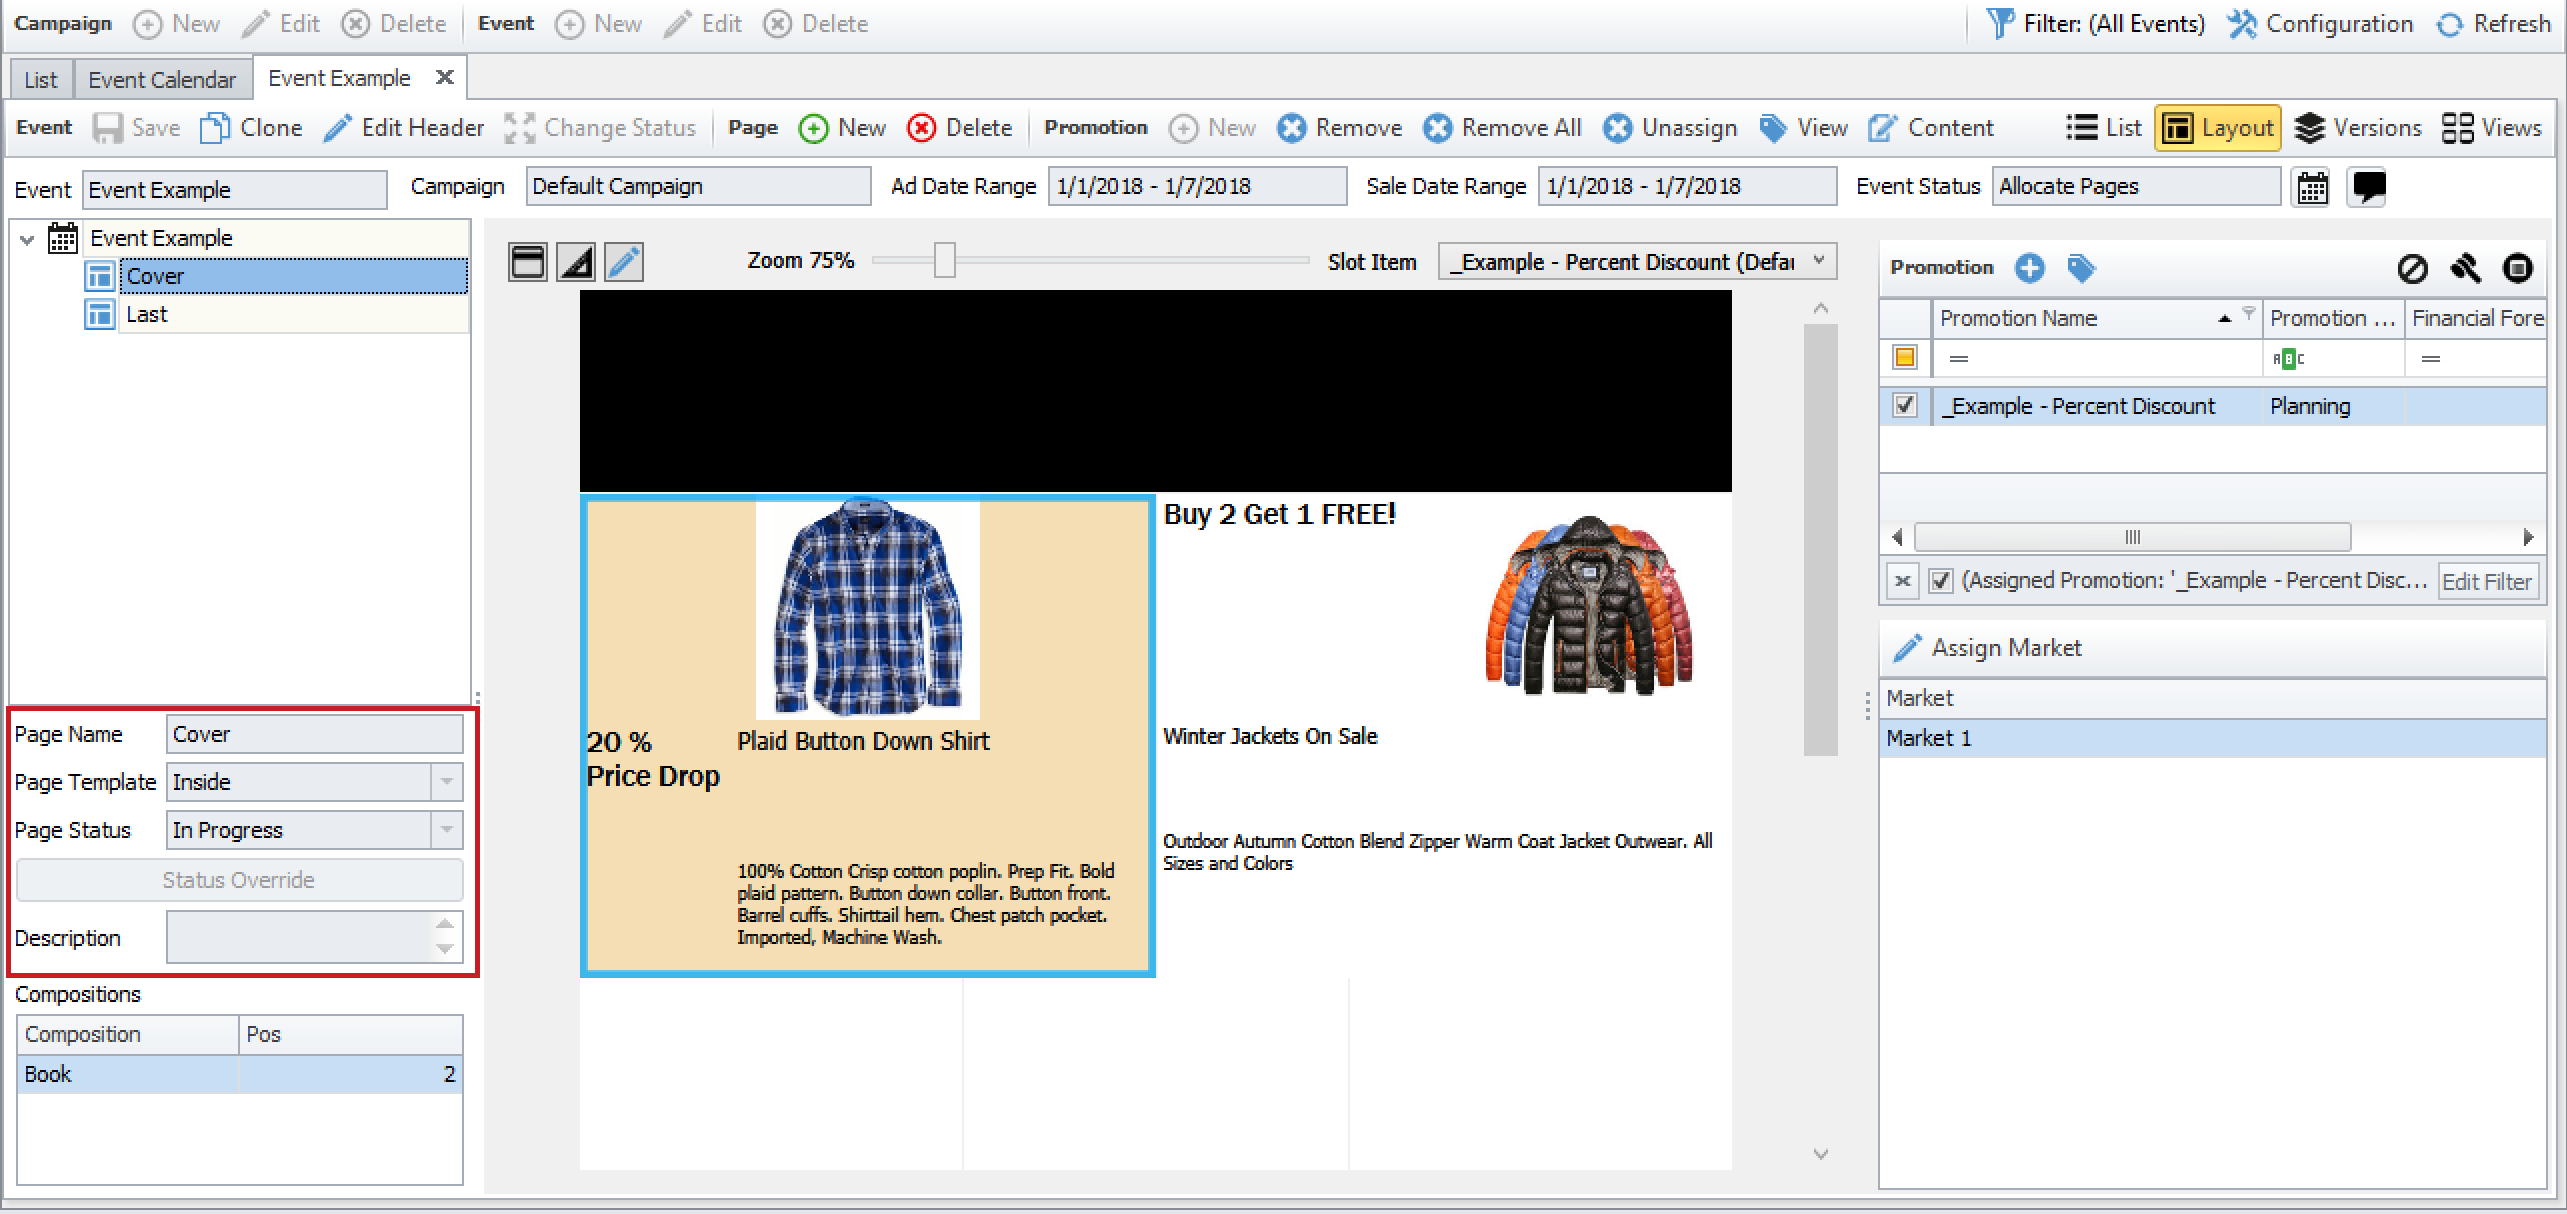 Campaign New Edit Delete Event New Edit Delete Filter: (All Events) Configuration Refresh
List Event Calendar Event Example
Event Save Clone Edit Header Change Status Page New Delete Promotion New Remove Remove All Unassign View Content List Layout Versions Views
Event Event Example Campaign Default Campaign Ad Date Range 1/1/2018 - 1/7/2018 Sale Date Range 1/1/2018 - 1/7/2018 Event Status Allocate Pages
Event Example
Cover
Last
Page Name Cover
Page Template Inside
Page Status In Progress
Status Override
Description
Compositions
Composition Pos
Book 2
Zoom 75% Slot Item _Example - Percent Discount (Defau
20 %
Price Drop
Plaid Button Down Shirt
100% Cotton Crisp cotton poplin. Prep Fit. Bold
plaid pattern. Button down collar. Button front.
Barrel cuffs. Shirttail hem. Chest patch pocket.
Imported, Machine Wash.
Buy 2 Get 1 FREE!
Winter Jackets On Sale
Outdoor Autumn Cotton Blend Zipper Warm Coat Jacket Outwear. All
Sizes and Colors
Promotion
Promotion Name Promotion ... Financial Fore
= ABC =
_Example - Percent Discount Planning
(Assigned Promotion: '_Example - Percent Disc... Edit Filter
Assign Market
Market
Market 1